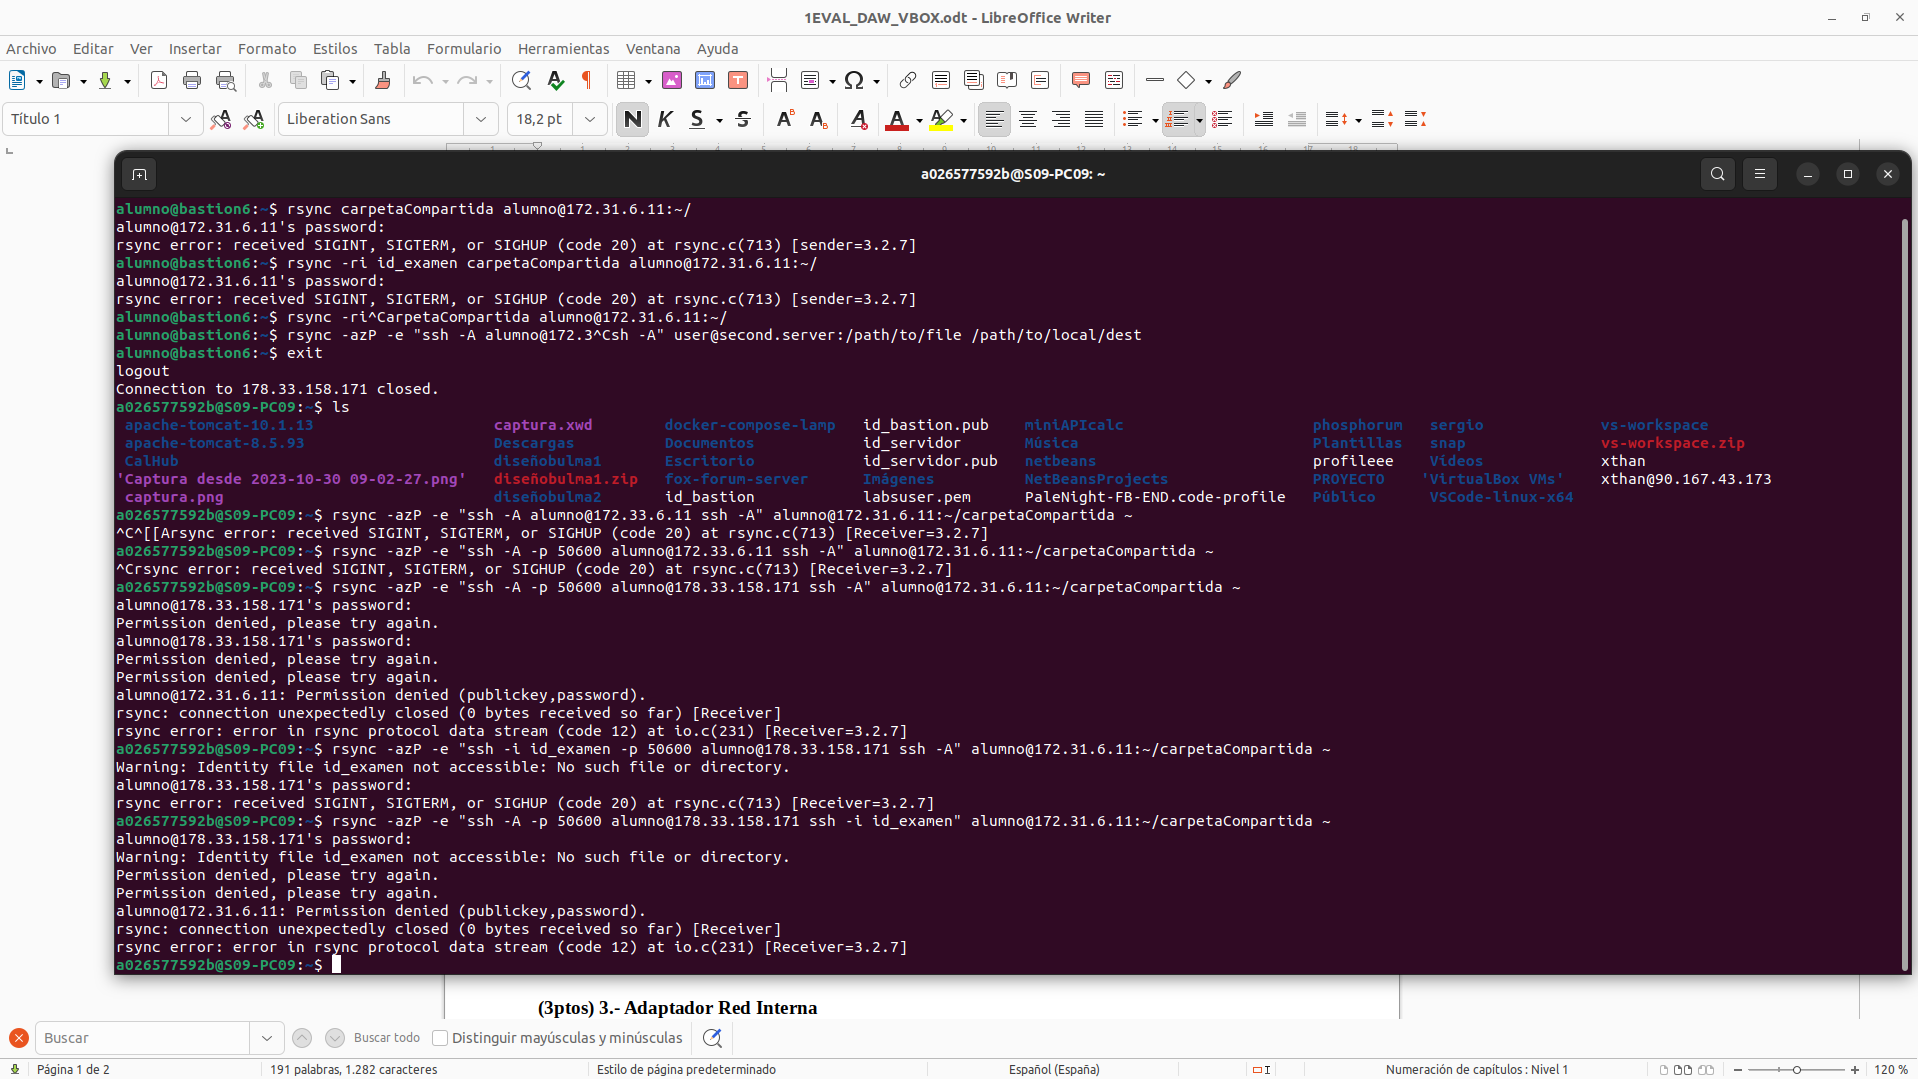 1EVAL_DAW_VBOX.odt - LibreOffice Writer
Archivo Editar Ver Insertar Formato Estilos Tabla Formulario Herramientas Ventana Ayuda
Título 1 Liberation Sans 18,2 pt N K S S
a026577592b@S09-PC09: ~
alumno@bastion6:~$ rsync carpetaCompartida alumno@172.31.6.11:~/
alumno@172.31.6.11's password:
rsync error: received SIGINT, SIGTERM, or SIGHUP (code 20) at rsync.c(713) [sender=3.2.7]
alumno@bastion6:~$ rsync -ri id_examen carpetaCompartida alumno@172.31.6.11:~/
alumno@172.31.6.11's password:
rsync error: received SIGINT, SIGTERM, or SIGHUP (code 20) at rsync.c(713) [sender=3.2.7]
alumno@bastion6:~$ rsync -ri^CarpetaCompartida alumno@172.31.6.11:~/
alumno@bastion6:~$ rsync -azP -e "ssh -A alumno@172.3^Csh -A" user@second.server:/path/to/file /path/to/local/dest
alumno@bastion6:~$ exit
logout
Connection to 178.33.158.171 closed.
a026577592b@S09-PC09:~$ ls
apache-tomcat-10.1.13 captura.xwd docker-compose-lamp id_bastion.pub miniAPIcalc phosphorum sergio vs-workspace
apache-tomcat-8.5.93 Descargas Documentos id_servidor Música Plantillas snap vs-workspace.zip
CalHub diseñobulma1 Escritorio id_servidor.pub netbeans profileee Vídeos xthan
'Captura desde 2023-10-30 09-02-27.png' diseñobulma1.zip fox-forum-server Imágenes NetBeansProjects PROYECTO 'VirtualBox VMs' xthan@90.167.43.173
captura.png diseñobulma2 id_bastion labsuser.pem PaleNight-FB-END.code-profile Público VSCode-linux-x64
a026577592b@S09-PC09:~$ rsync -azP -e "ssh -A alumno@172.33.6.11 ssh -A" alumno@172.31.6.11:~/carpetaCompartida ~
^C^[[Arsync error: received SIGINT, SIGTERM, or SIGHUP (code 20) at rsync.c(713) [Receiver=3.2.7]
a026577592b@S09-PC09:~$ rsync -azP -e "ssh -A -p 50600 alumno@172.33.6.11 ssh -A" alumno@172.31.6.11:~/carpetaCompartida ~
^Crsync error: received SIGINT, SIGTERM, or SIGHUP (code 20) at rsync.c(713) [Receiver=3.2.7]
a026577592b@S09-PC09:~$ rsync -azP -e "ssh -A -p 50600 alumno@178.33.158.171 ssh -A" alumno@172.31.6.11:~/carpetaCompartida ~
alumno@178.33.158.171's password:
Permission denied, please try again.
alumno@178.33.158.171's password:
Permission denied, please try again.
Permission denied, please try again.
alumno@172.31.6.11: Permission denied (publickey,password).
rsync: connection unexpectedly closed (0 bytes received so far) [Receiver]
rsync error: error in rsync protocol data stream (code 12) at io.c(231) [Receiver=3.2.7]
a026577592b@S09-PC09:~$ rsync -azP -e "ssh -i id_examen -p 50600 alumno@178.33.158.171 ssh -A" alumno@172.31.6.11:~/carpetaCompartida ~
Warning: Identity file id_examen not accessible: No such file or directory.
alumno@178.33.158.171's password:
rsync error: received SIGINT, SIGTERM, or SIGHUP (code 20) at rsync.c(713) [Receiver=3.2.7]
a026577592b@S09-PC09:~$ rsync -azP -e "ssh -A -p 50600 alumno@178.33.158.171 ssh -i id_examen" alumno@172.31.6.11:~/carpetaCompartida ~
alumno@178.33.158.171's password:
Warning: Identity file id_examen not accessible: No such file or directory.
Permission denied, please try again.
Permission denied, please try again.
alumno@172.31.6.11: Permission denied (publickey,password).
rsync: connection unexpectedly closed (0 bytes received so far) [Receiver]
rsync error: error in rsync protocol data stream (code 12) at io.c(231) [Receiver=3.2.7]
a026577592b@S09-PC09:~$
(3ptos) 3.- Adaptador Red Interna
Buscar Buscar todo Distinguir mayúsculas y minúsculas
Página 1 de 2 191 palabras, 1.282 caracteres Estilo de página predeterminado Español (España) Numeración de capítulos : Nivel 1 120 %